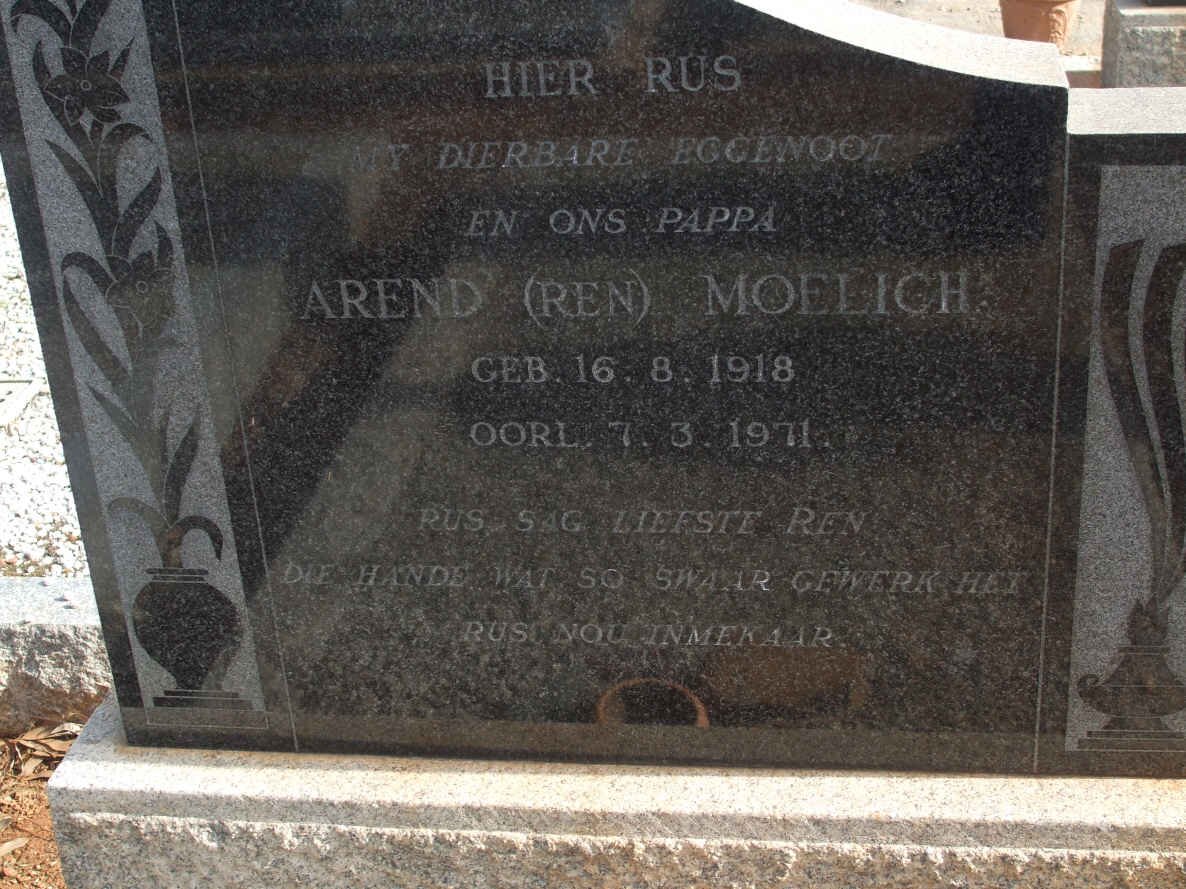 HIER RUS
MY DIERBARE EGGENOOT
EN ONS PAPPA
AREND (REN) MOELICH
GEB. 16. 8. 1918
OORL. 7. 3. 1971.
RUS SAG LIEFSTE REN
DIE HANDE WAT SO SWAAR GEWERK HET
RUS NOU INMEKAAR